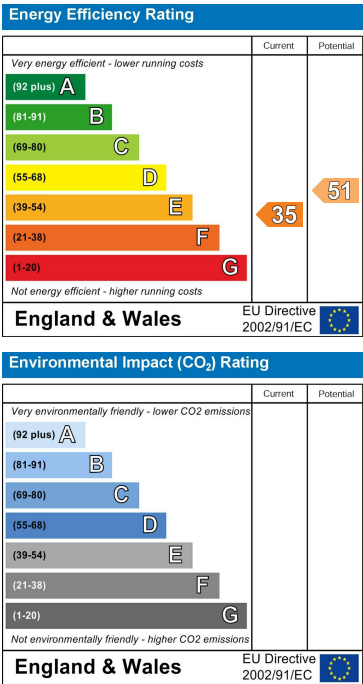 Energy Efficiency Rating
Current Potential
Very energy efficient - lower running costs
(92 plus) A
(81-91) B
(69-80) C
(55-68) D
(39-54) E
(21-38) F
(1-20) G
35
51
Not energy efficient - higher running costs
England & Wales
EU Directive
2002/91/EC
Environmental Impact (CO₂) Rating
Current Potential
Very environmentally friendly - lower CO2 emissions
(92 plus) A
(81-91) B
(69-80) C
(55-68) D
(39-54) E
(21-38) F
(1-20) G
Not environmentally friendly - higher CO2 emissions
England & Wales
EU Directive
2002/91/EC